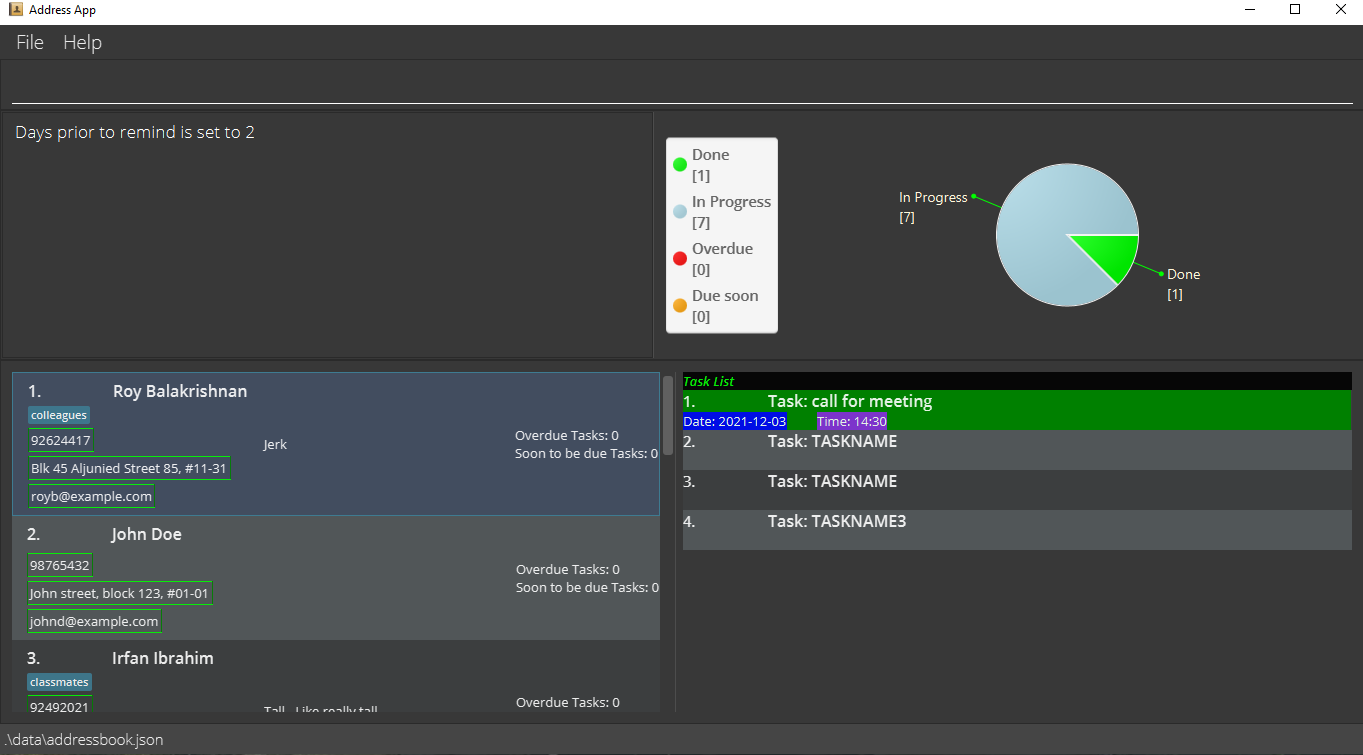 Address App
File Help
Days prior to remind is set to 2
Done
[1]
In Progress
[7]
Overdue
[0]
Due soon
[0]
In Progress
[7]
Done
[1]
1. Roy Balakrishnan
colleagues
92624417
Jerk
Blk 45 Aljunied Street 85, #11-31
royb@example.com
Overdue Tasks: 0
Soon to be due Tasks: 0
2. John Doe
98765432
John street, block 123, #01-01
johnd@example.com
Overdue Tasks: 0
Soon to be due Tasks: 0
3. Irfan Ibrahim
classmates
92492021
Tall.. Like really tall
Overdue Tasks: 0
Task List
1. Task: call for meeting
Date: 2021-12-03 Time: 14:30
2. Task: TASKNAME
3. Task: TASKNAME
4. Task: TASKNAME3
.\data\addressbook.json